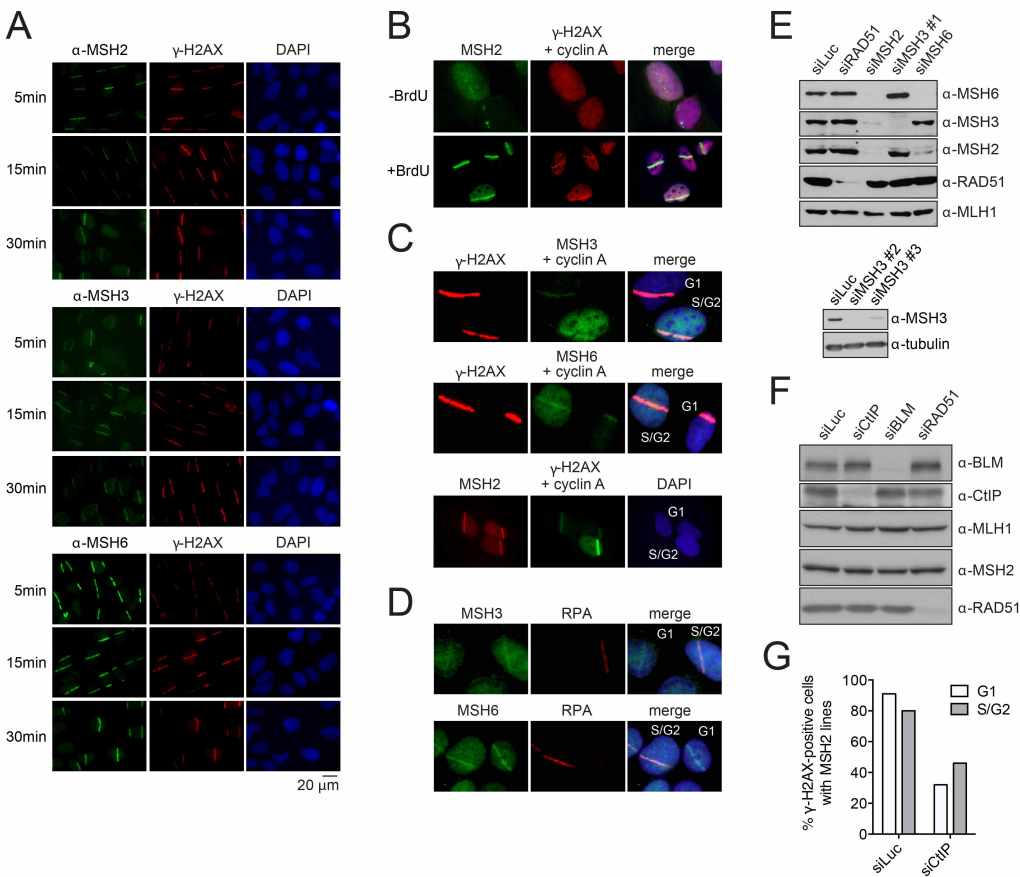 A
α-MSH2 γ-H2AX DAPI
5min
15min
30min
α-MSH3 γ-H2AX DAPI
5min
15min
30min
α-MSH6 γ-H2AX DAPI
5min
15min
30min
20 µm
B
MSH2 γ-H2AX + cyclin A merge
-BrdU
+BrdU
C
γ-H2AX MSH3 + cyclin A merge
G1
S/G2
γ-H2AX MSH6 + cyclin A merge
G1
S/G2
MSH2 γ-H2AX + cyclin A DAPI
G1
S/G2
D
MSH3 RPA merge
G1 S/G2
MSH6 RPA merge
S/G2 G1
E
siLuc siRAD51 siMSH2 siMSH3 #1 siMSH6
α-MSH6
α-MSH3
α-MSH2
α-RAD51
α-MLH1
siLuc siMSH3 #2 siMSH3 #3
α-MSH3
α-tubulin
F
siLuc siCtIP siBLM siRAD51
α-BLM
α-CtIP
α-MLH1
α-MSH2
α-RAD51
G
% γ-H2AX-positive cells
with MSH2 lines
100
80
60
40
20
0
siLuc siCtIP
G1
S/G2